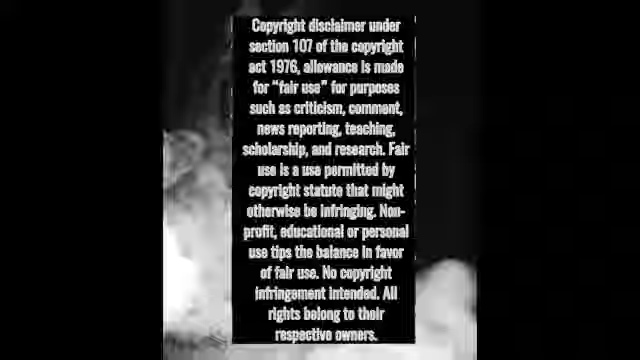 Copyright disclaimer under
section 107 of the copyright
act 1976, allowance is made
for “fair use” for purposes
such as criticism, comment,
news reporting, teaching,
scholarship, and research. Fair
use is a use permitted by
copyright statute that might
otherwise be infringing. Non-
profit, educational or personal
use tips the balance in favor
of fair use. No copyright
infringement intended. All
rights belong to their
respective owners.